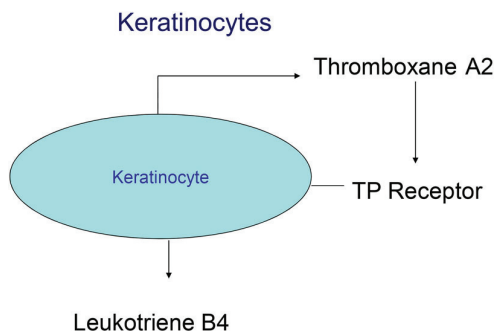 Keratinocytes
Thromboxane A2
Keratinocyte
TP Receptor
Leukotriene B4